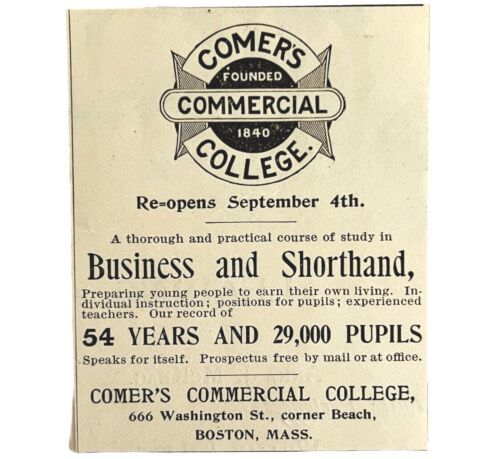 COMER'S
FOUNDED
COMMERCIAL
1840
COLLEGE.
Re=opens September 4th.
A thorough and practical course of study in
Business and Shorthand,
Preparing young people to earn their own living. In-
dividual instruction; positions for pupils; experienced
teachers. Our record of
54 YEARS AND 29,000 PUPILS
Speaks for itself. Prospectus free by mail or at office.
COMER'S COMMERCIAL COLLEGE,
666 Washington St., corner Beach,
BOSTON, MASS.